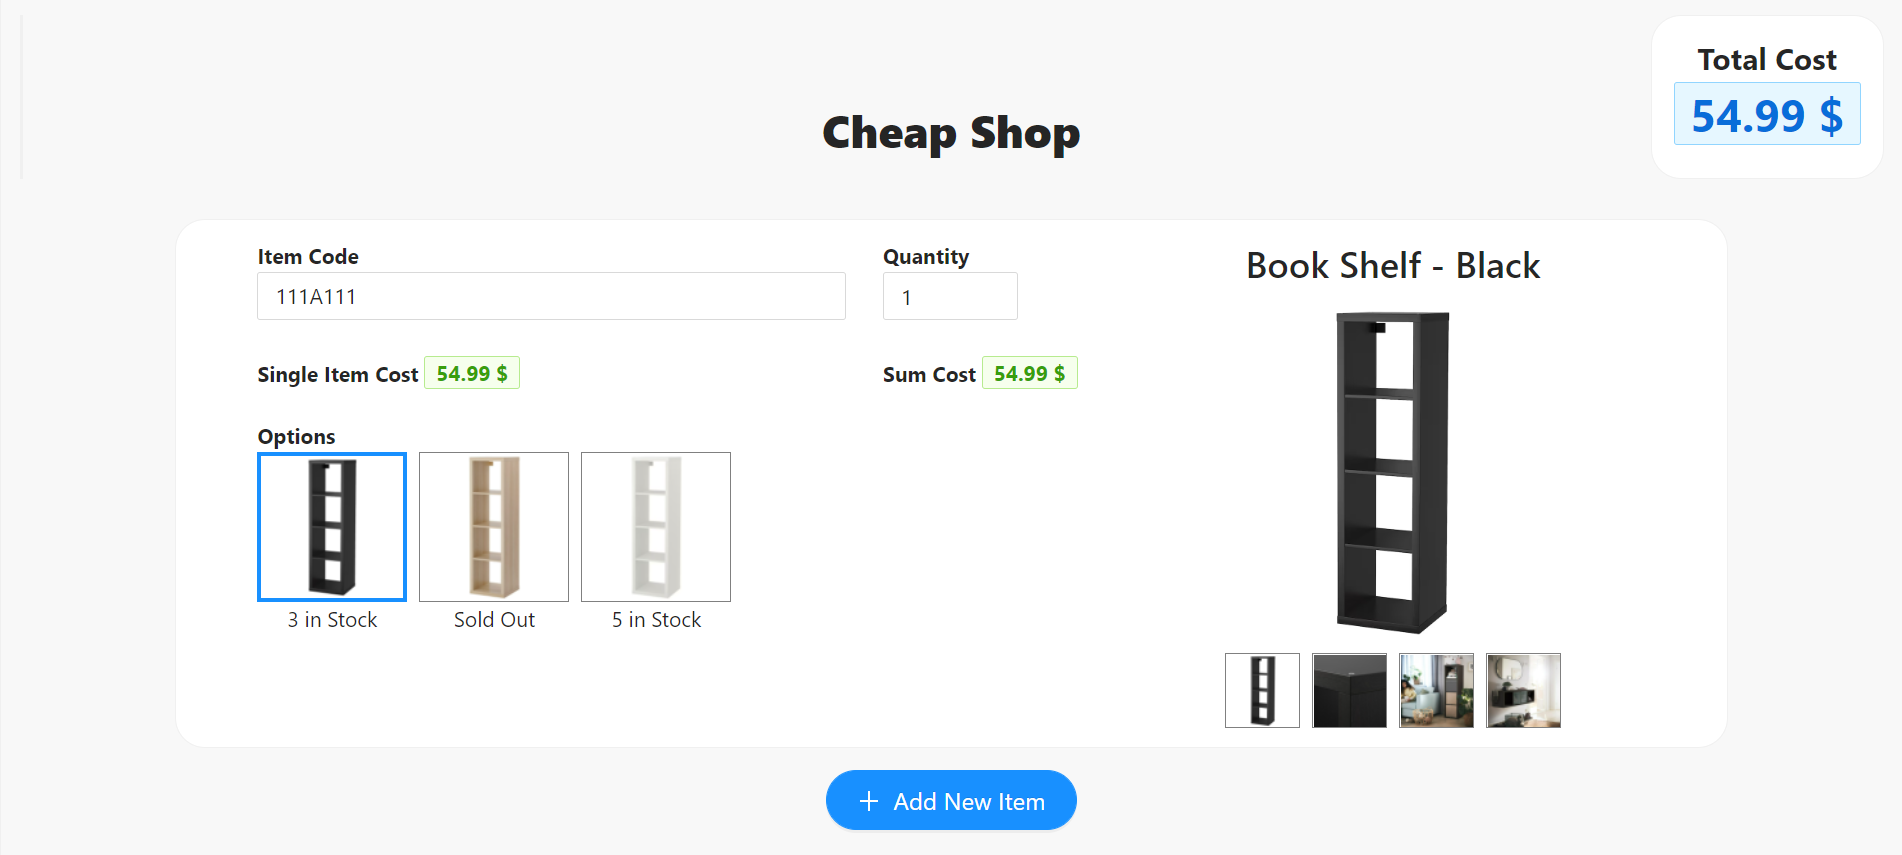 Total Cost
54.99 $
Cheap Shop
Item Code
111A111
Quantity
1
Single Item Cost 54.99 $
Sum Cost 54.99 $
Options
3 in Stock
Sold Out
5 in Stock
Book Shelf - Black
+ Add New Item